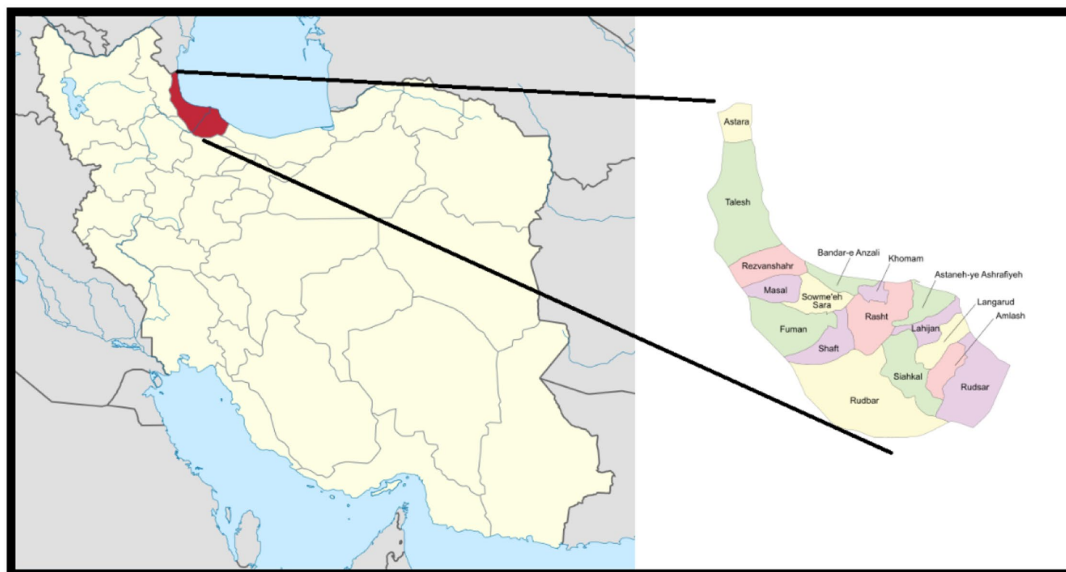 Astara
Talesh
Bandar-e Anzali
Khomam
Rezvanshahr
Astaneh-ye Ashrafiyeh
Masal
Sowme'eh
Sara
Langarud
Rasht
Amlash
Fuman
Lahijan
Shaft
Siahkal
Rudsar
Rudbar